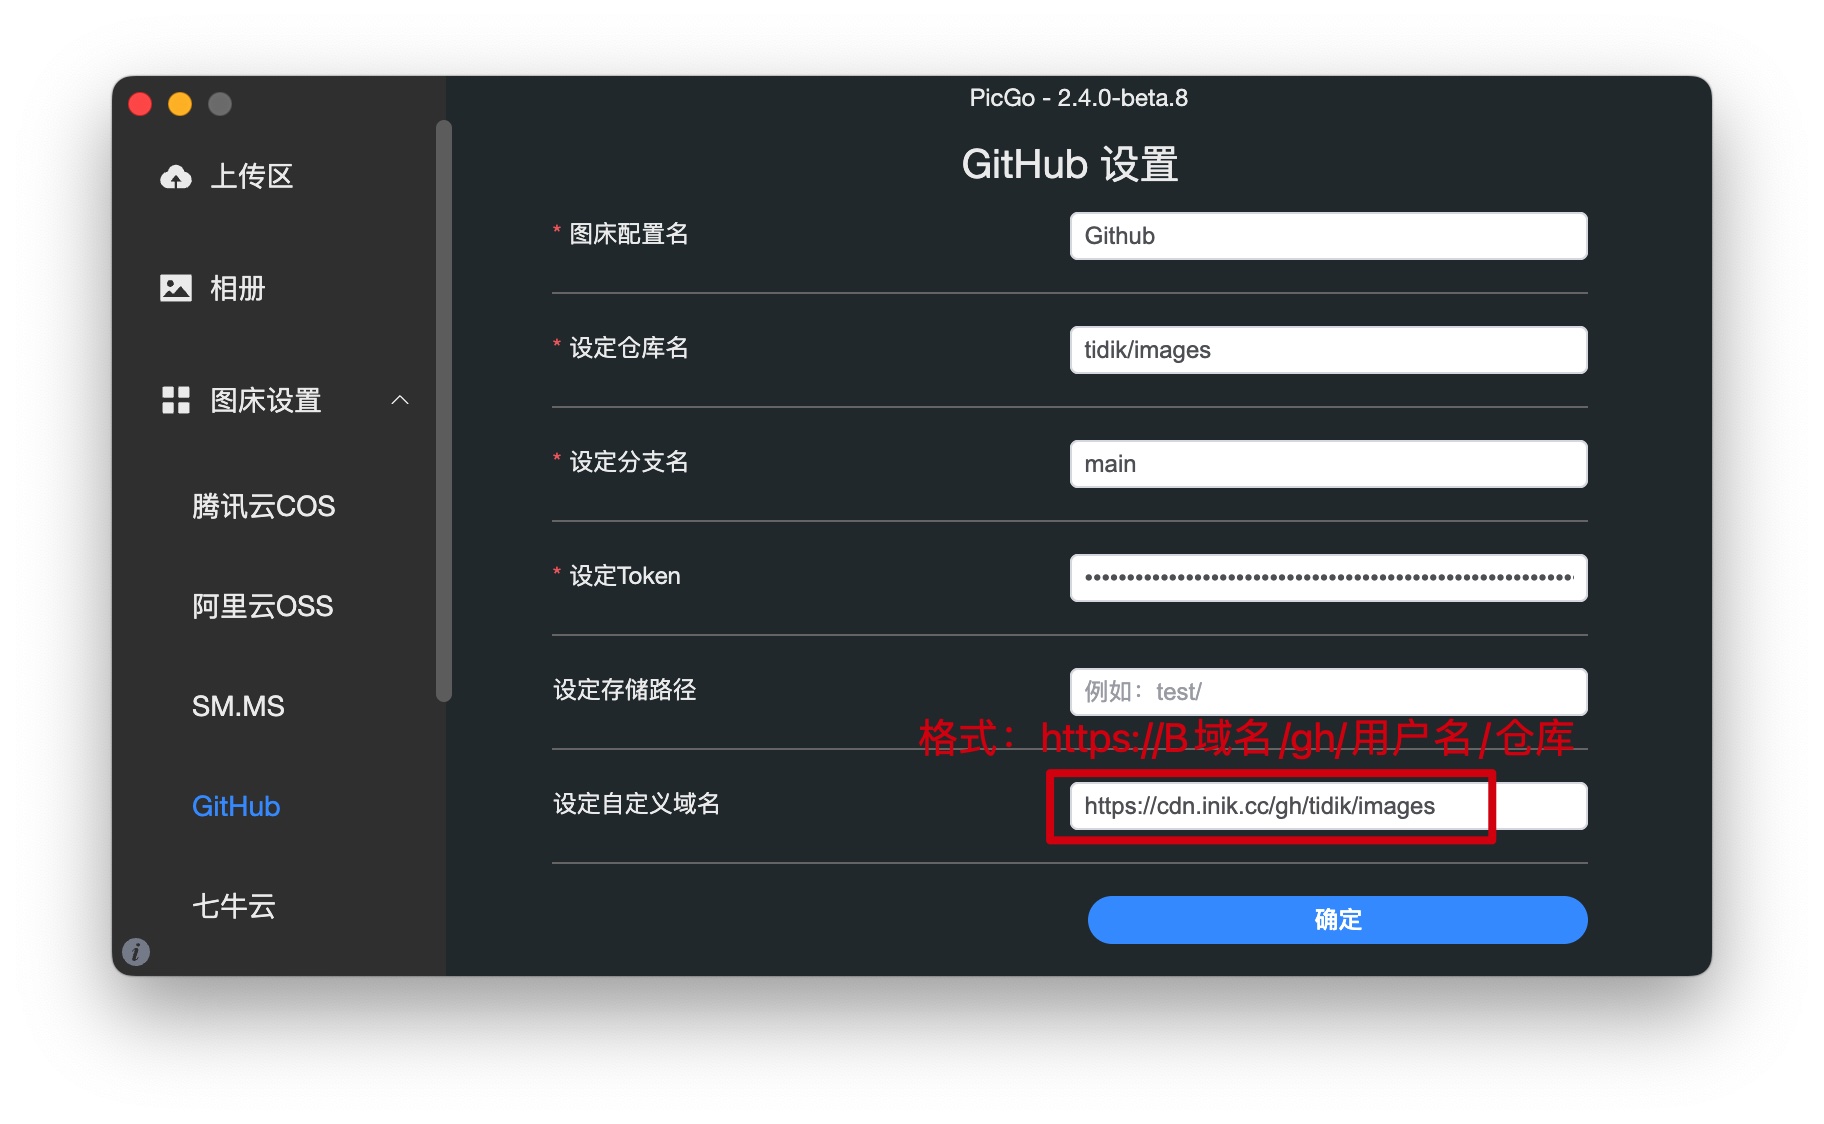 PicGo - 2.4.0-beta.8
上传区
相册
图床设置
腾讯云COS
阿里云OSS
SM.MS
GitHub
七牛云
GitHub 设置
* 图床配置名
Github
* 设定仓库名
tidik/images
* 设定分支名
main
* 设定Token
设定存储路径
例如：test/
格式：https://B域名/gh/用户名/仓库
设定自定义域名
https://cdn.inik.cc/gh/tidik/images
确定